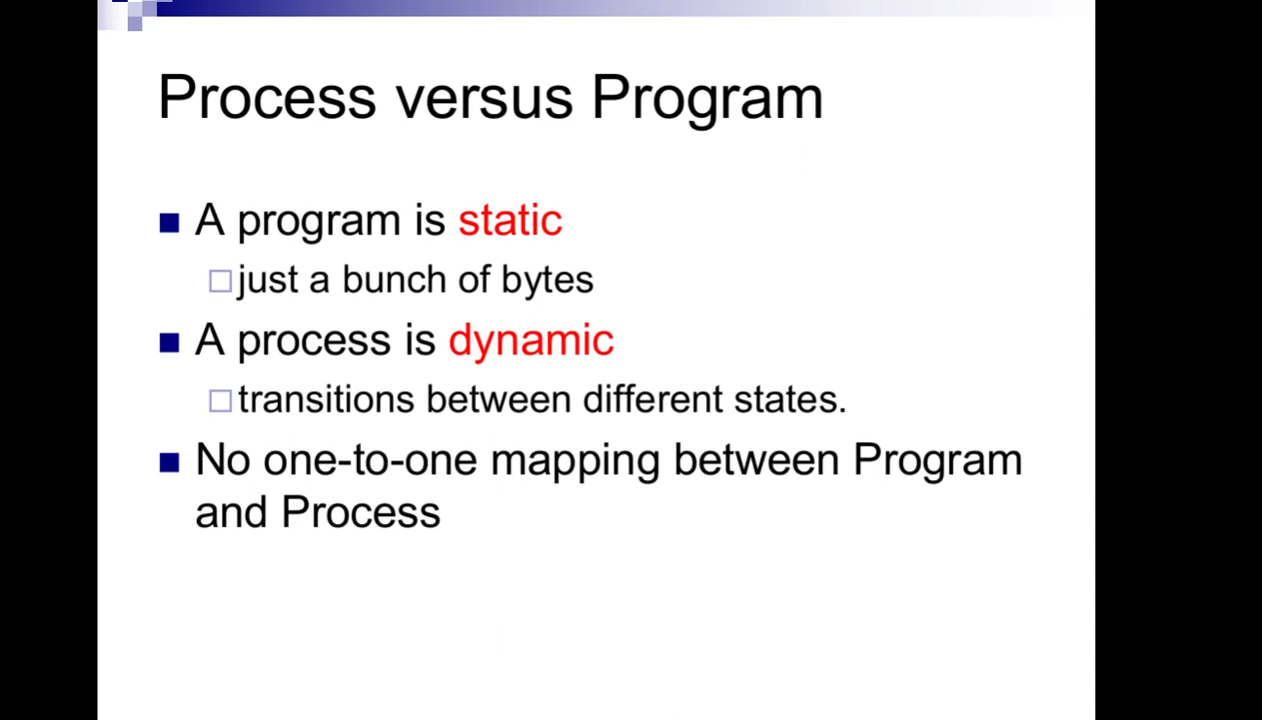 Process versus Program
A program is static
just a bunch of bytes
A process is dynamic
transitions between different states.
No one-to-one mapping between Program
and Process